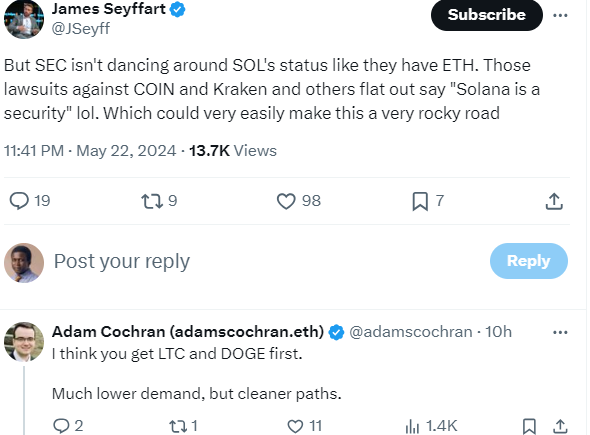 James Seyffart
@JSeyff
Subscribe
But SEC isn't dancing around SOL's status like they have ETH. Those
lawsuits against COIN and Kraken and others flat out say "Solana is a
security" lol. Which could very easily make this a very rocky road
11:41 PM · May 22, 2024 · 13.7K Views
19 9 98 7
Post your reply
Reply
Adam Cochran (adamscochran.eth) @adamscochran · 10h
I think you get LTC and DOGE first.
Much lower demand, but cleaner paths.
2 1 11 1.4K